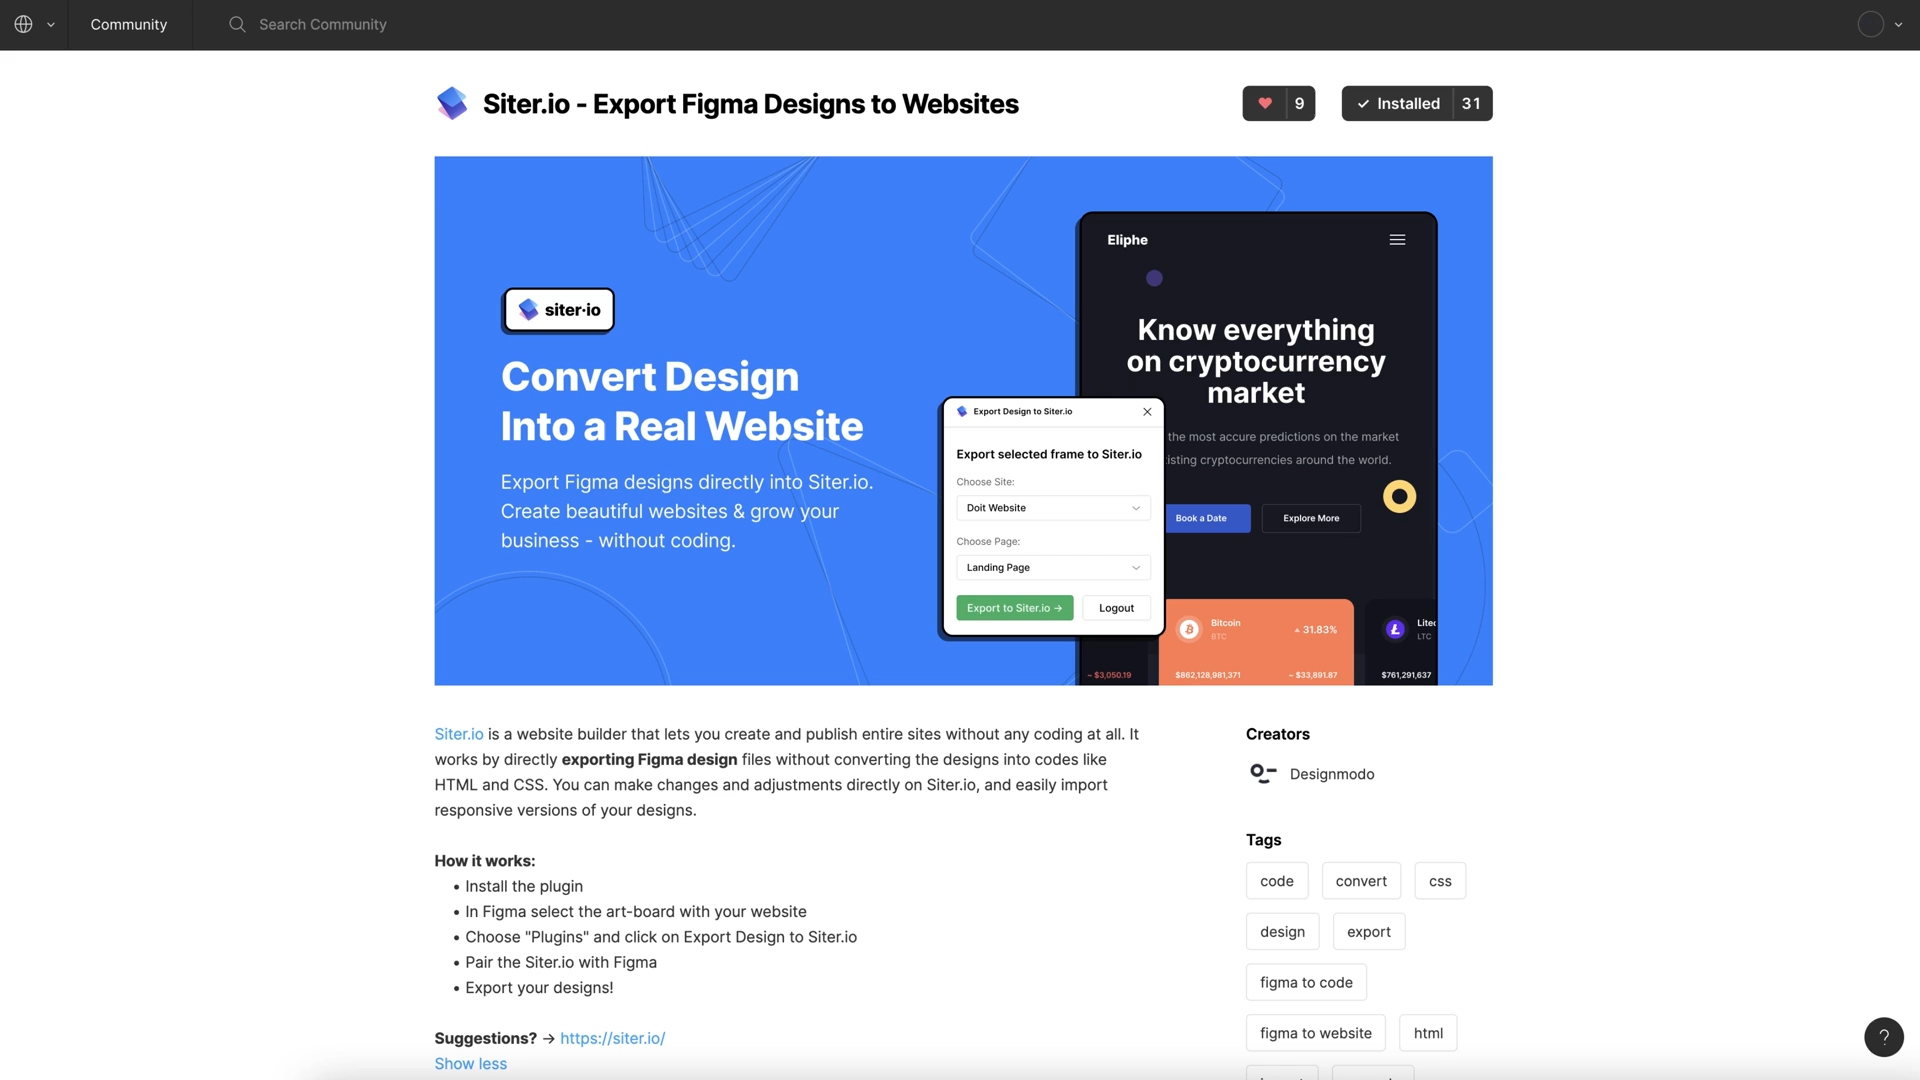 Community
Search Community
Siter.io - Export Figma Designs to Websites
9
Installed 31
siter·io
Convert Design
Into a Real Website
Export Figma designs directly into Siter.io.
Create beautiful websites & grow your
business - without coding.
Eliphe
Know everything
on cryptocurrency
market
the most accure predictions on the market
isting cryptocurrencies around the world.
Book a Date
Explore More
Export Design to Siter.io
Export selected frame to Siter.io
Choose Site:
Doit Website
Choose Page:
Landing Page
Export to Siter.io →
Logout
Bitcoin
BTC
31.83%
Lite
LTC
~ $3,050.19
$862,128,981,371
~ $33,891.87
$761,291,637
Siter.io is a website builder that lets you create and publish entire sites without any coding at all. It
works by directly exporting Figma design files without converting the designs into codes like
HTML and CSS. You can make changes and adjustments directly on Siter.io, and easily import
responsive versions of your designs.
How it works:
• Install the plugin
• In Figma select the art-board with your website
• Choose "Plugins" and click on Export Design to Siter.io
• Pair the Siter.io with Figma
• Export your designs!
Suggestions? → https://siter.io/
Show less
Creators
Designmodo
Tags
code
convert
css
design
export
figma to code
figma to website
html
?